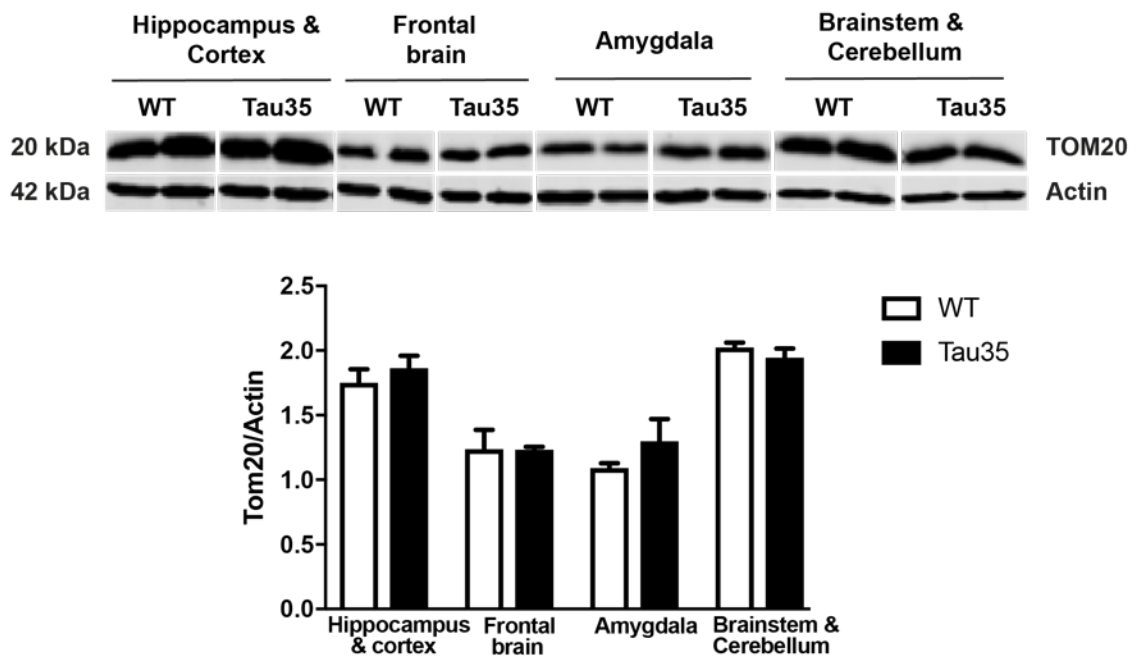 Hippocampus &
Cortex
Frontal
brain
Amygdala
Brainstem &
Cerebellum
WT Tau35 WT Tau35 WT Tau35 WT Tau35
20 kDa TOM20
42 kDa Actin
2.5
2.0
1.5
1.0
0.5
0.0
Tom20/Actin
WT
Tau35
Hippocampus
& cortex
Frontal
brain
Amygdala
Brainstem &
Cerebellum